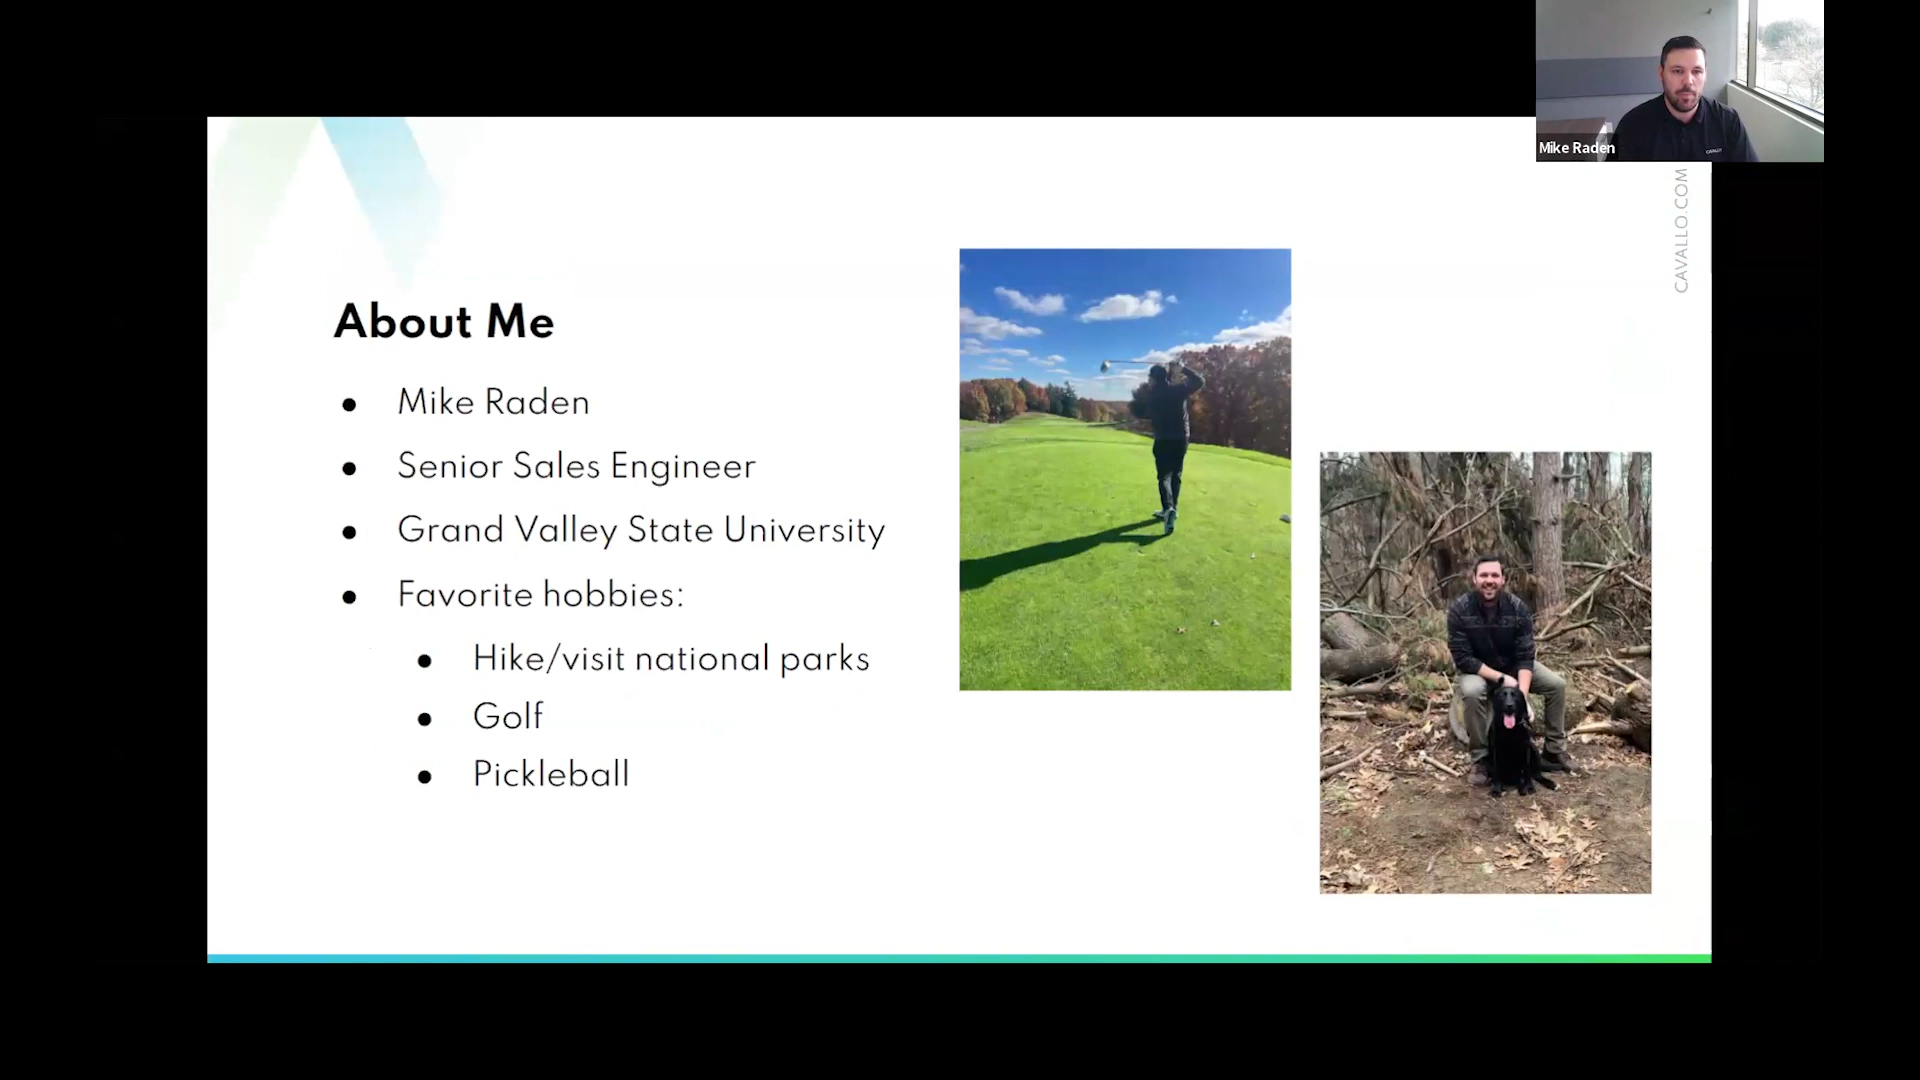 Mike Raden
CAVALLO.COM
About Me
Mike Raden
Senior Sales Engineer
Grand Valley State University
Favorite hobbies:
Hike/visit national parks
Golf
Pickleball